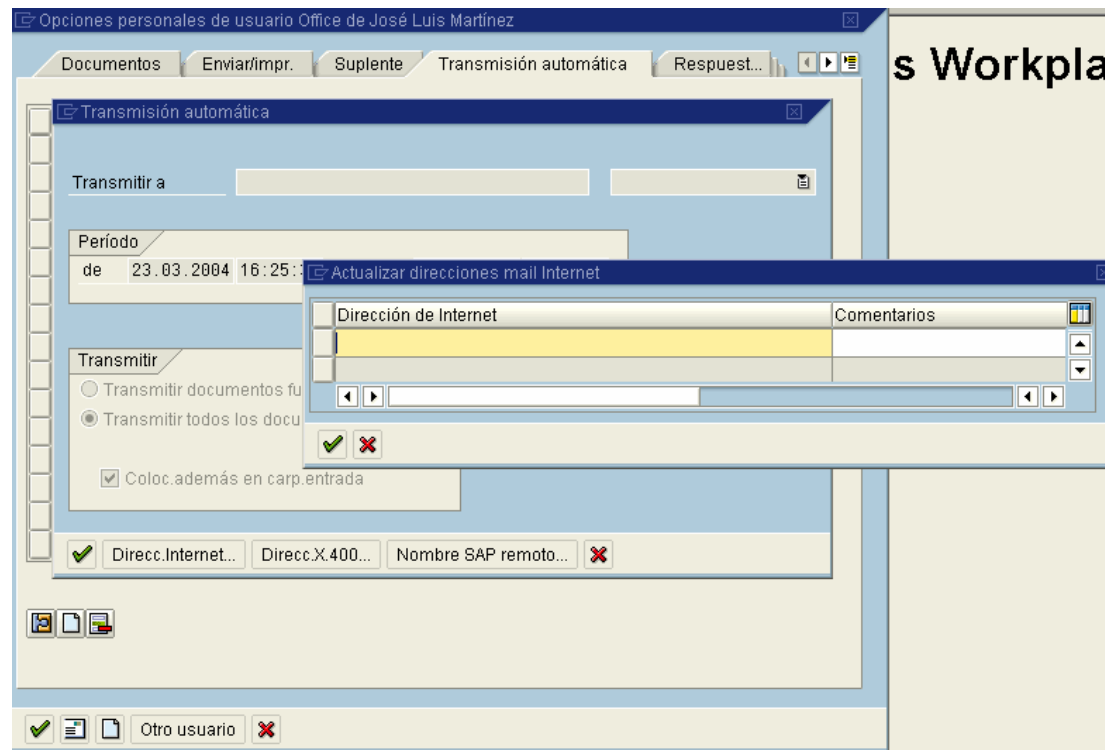 Opciones personales de usuario Office de José Luis Martínez
s Workpla
Documentos Enviar/impr. Suplente Transmisión automática Respuest...
Transmisión automática
Transmitir a
Período
de 23.03.2004 16:25:
Actualizar direcciones mail Internet
Dirección de Internet Comentarios
Transmitir
Transmitir documentos fu
Transmitir todos los docu
Coloc.además en carp.entrada
Direcc.Internet... Direcc.X.400... Nombre SAP remoto...
Otro usuario